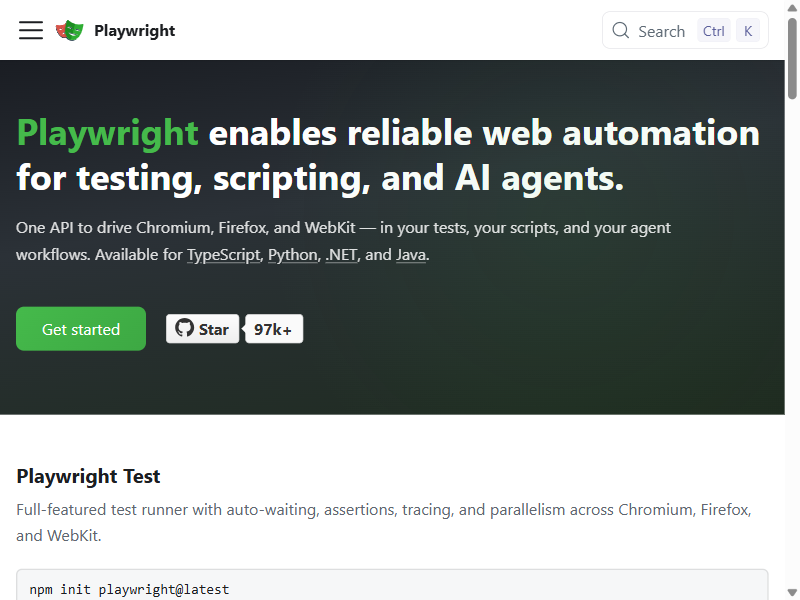 Playwright
Search Ctrl K
Playwright enables reliable web automation
for testing, scripting, and AI agents.
One API to drive Chromium, Firefox, and WebKit — in your tests, your scripts, and your agent
workflows. Available for TypeScript, Python, .NET, and Java.
Get started
Star 97k+
Playwright Test
Full-featured test runner with auto-waiting, assertions, tracing, and parallelism across Chromium, Firefox,
and WebKit.
npm init playwright@latest